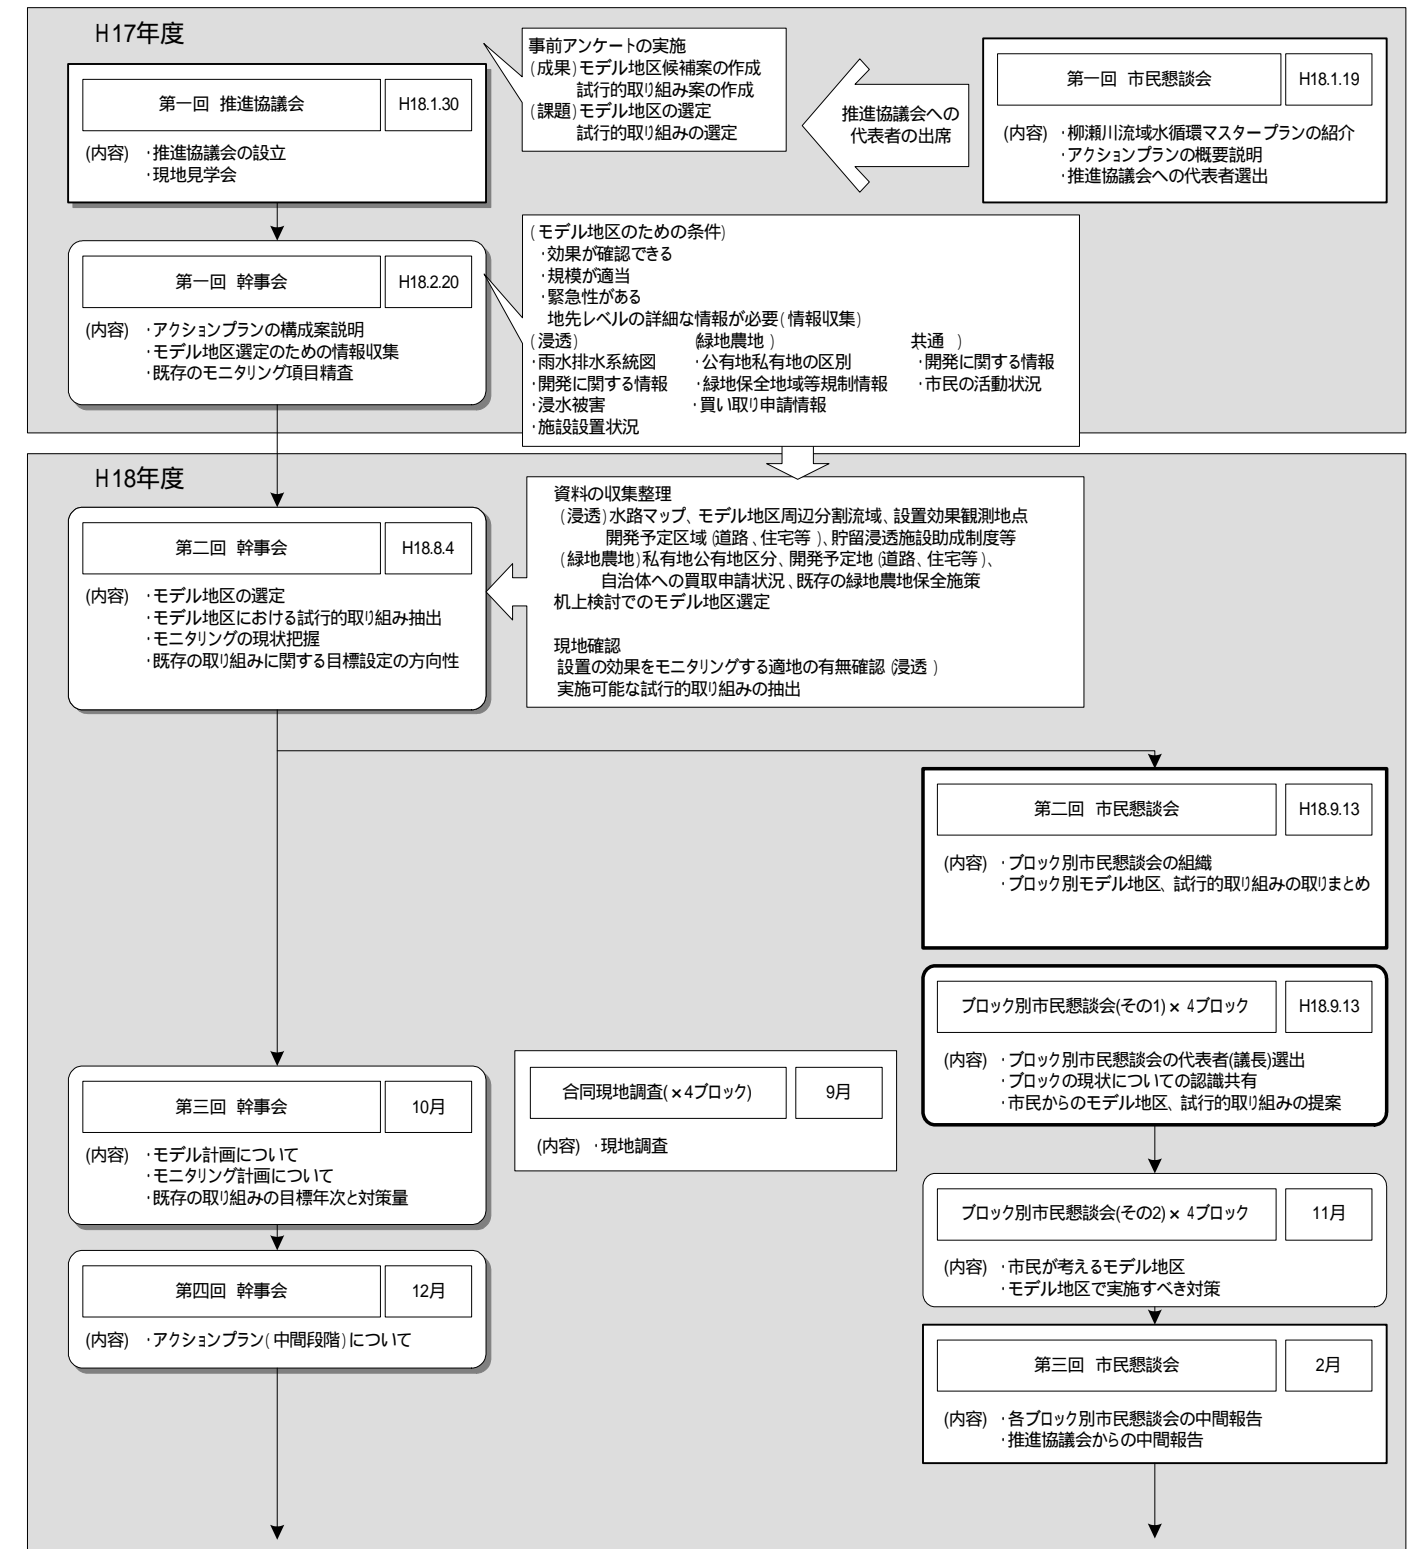 H17年度
第一回 推進協議会
H18.1.30
(内容) ・推進協議会の設立
・現地見学会
事前アンケートの実施
(成果)モデル地区候補案の作成
試行的取り組み案の作成
(課題)モデル地区の選定
試行的取り組みの選定
推進協議会への
代表者の出席
第一回 市民懇談会
H18.1.19
(内容) ・柳瀬川流域水循環マスタープランの紹介
・アクションプランの概要説明
・推進協議会への代表者選出
第一回 幹事会
H18.2.20
(内容) ・アクションプランの構成案説明
・モデル地区選定のための情報収集
・既存のモニタリング項目精査
(モデル地区のための条件)
・効果が確認できる
・規模が適当
・緊急性がある
地先レベルの詳細な情報が必要(情報収集)
(浸透) (緑地農地) 共通)
・雨水排水系統図 ・公有地私有地の区別 ・開発に関する情報
・開発に関する情報 ・緑地保全地域等規制情報 ・市民の活動状況
・浸水被害 ・買い取り申請情報
・施設設置状況
H18年度
第二回 幹事会
H18.8.4
(内容) ・モデル地区の選定
・モデル地区における試行的取り組み抽出
・モニタリングの現状把握
・既存の取り組みに関する目標設定の方向性
資料の収集整理
(浸透)水路マップ、モデル地区周辺分割流域、設置効果観測地点
開発予定区域(道路、住宅等)、貯留浸透施設助成制度等
(緑地農地)私有地公有地区分、開発予定地(道路、住宅等)、
自治体への買取申請状況、既存の緑地農地保全施策
机上検討でのモデル地区選定
現地確認
設置の効果をモニタリングする適地の有無確認(浸透)
実施可能な試行的取り組みの抽出
第二回 市民懇談会
H18.9.13
(内容) ・ブロック別市民懇談会の組織
・ブロック別モデル地区、試行的取り組みの取りまとめ
ブロック別市民懇談会(その1)× 4ブロック
H18.9.13
(内容) ・ブロック別市民懇談会の代表者(議長)選出
・ブロックの現状についての認識共有
・市民からのモデル地区、試行的取り組みの提案
合同現地調査(×4ブロック)
9月
(内容) ・現地調査
第三回 幹事会
10月
(内容) ・モデル計画について
・モニタリング計画について
・既存の取り組みの目標年次と対策量
ブロック別市民懇談会(その2)× 4ブロック
11月
(内容) ・市民が考えるモデル地区
・モデル地区で実施すべき対策
第四回 幹事会
12月
(内容) ・アクションプラン(中間段階)について
第三回 市民懇談会
2月
(内容) ・各ブロック別市民懇談会の中間報告
・推進協議会からの中間報告